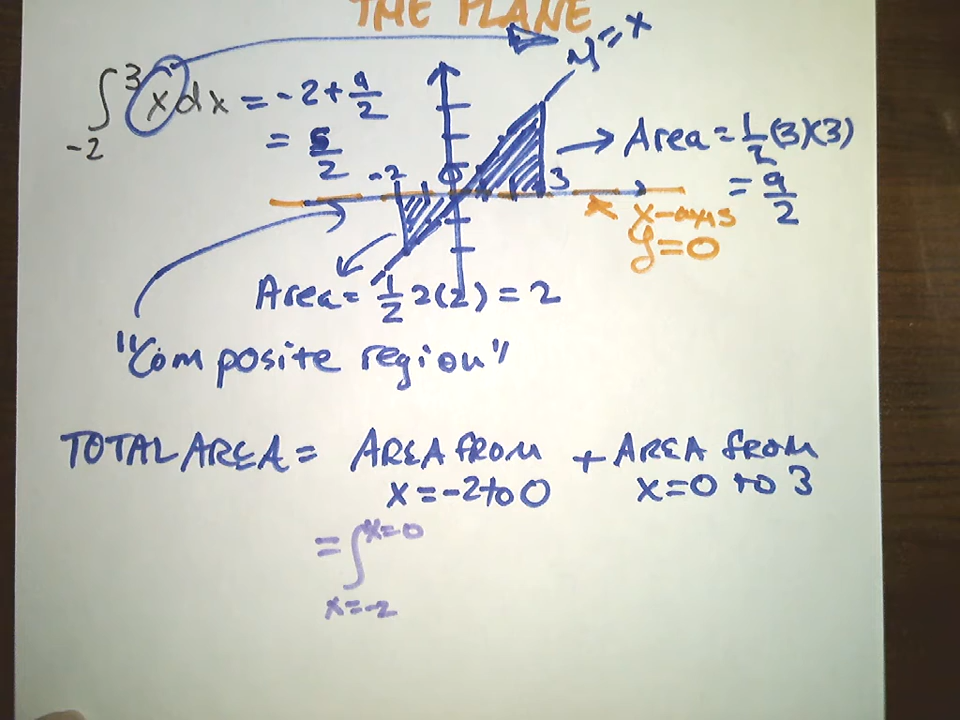 THE PLANE
y=x
∫₋₂³ x dx = -2 + 9/2
= 5/2
-2 0 3
Area = 1/2 (3)(3)
= 9/2
x x-axis
y=0
Area = 1/2 2(2) = 2
"Composite region"
TOTAL AREA = AREA FROM x=-2 to 0 + AREA FROM x=0 to 3
= ∫ x=0
x=-2